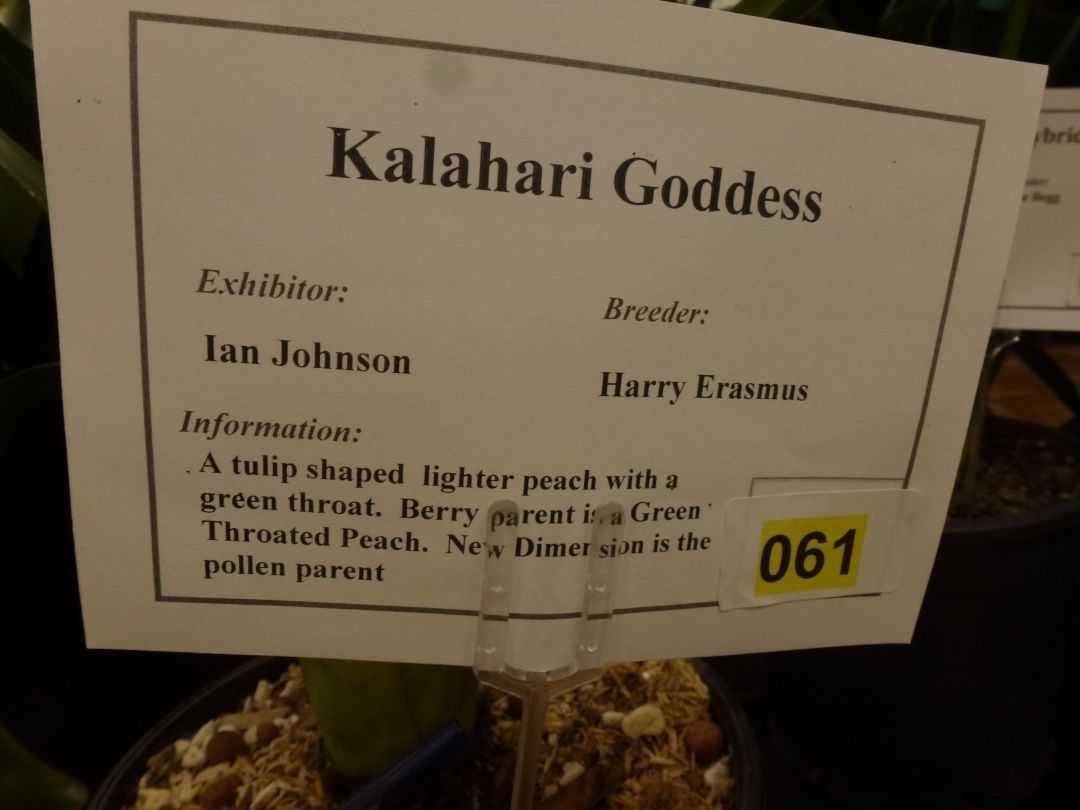 Kalahari Goddess
Exhibitor:
Breeder:
Ian Johnson
Harry Erasmus
Information:
A tulip shaped lighter peach with a
green throat. Berry parent is a Green
Throated Peach. New Dimension is the
pollen parent
061
Begg